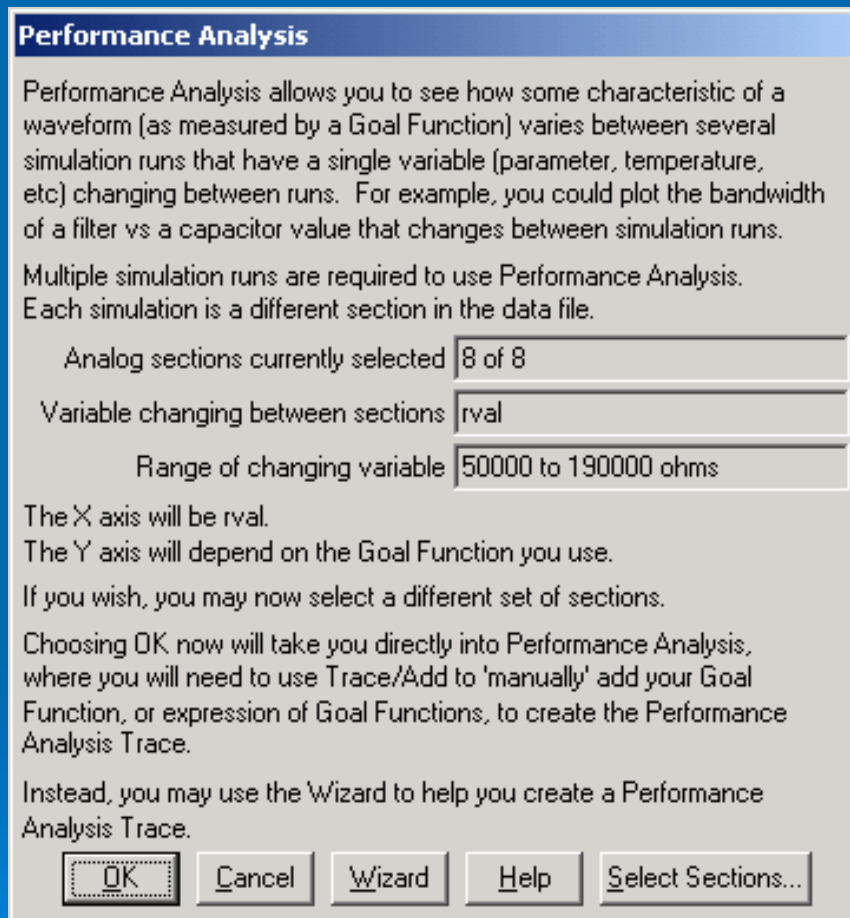 Performance Analysis
Performance Analysis allows you to see how some characteristic of a
waveform (as measured by a Goal Function) varies between several
simulation runs that have a single variable (parameter, temperature,
etc) changing between runs.  For example, you could plot the bandwidth
of a filter vs a capacitor value that changes between simulation runs.
Multiple simulation runs are required to use Performance Analysis.
Each simulation is a different section in the data file.
Analog sections currently selected 8 of 8
Variable changing between sections rval
Range of changing variable 50000 to 190000 ohms
The X axis will be rval.
The Y axis will depend on the Goal Function you use.
If you wish, you may now select a different set of sections.
Choosing OK now will take you directly into Performance Analysis,
where you will need to use Trace/Add to 'manually' add your Goal
Function, or expression of Goal Functions, to create the Performance
Analysis Trace.
Instead, you may use the Wizard to help you create a Performance
Analysis Trace.
OK Cancel Wizard Help Select Sections...